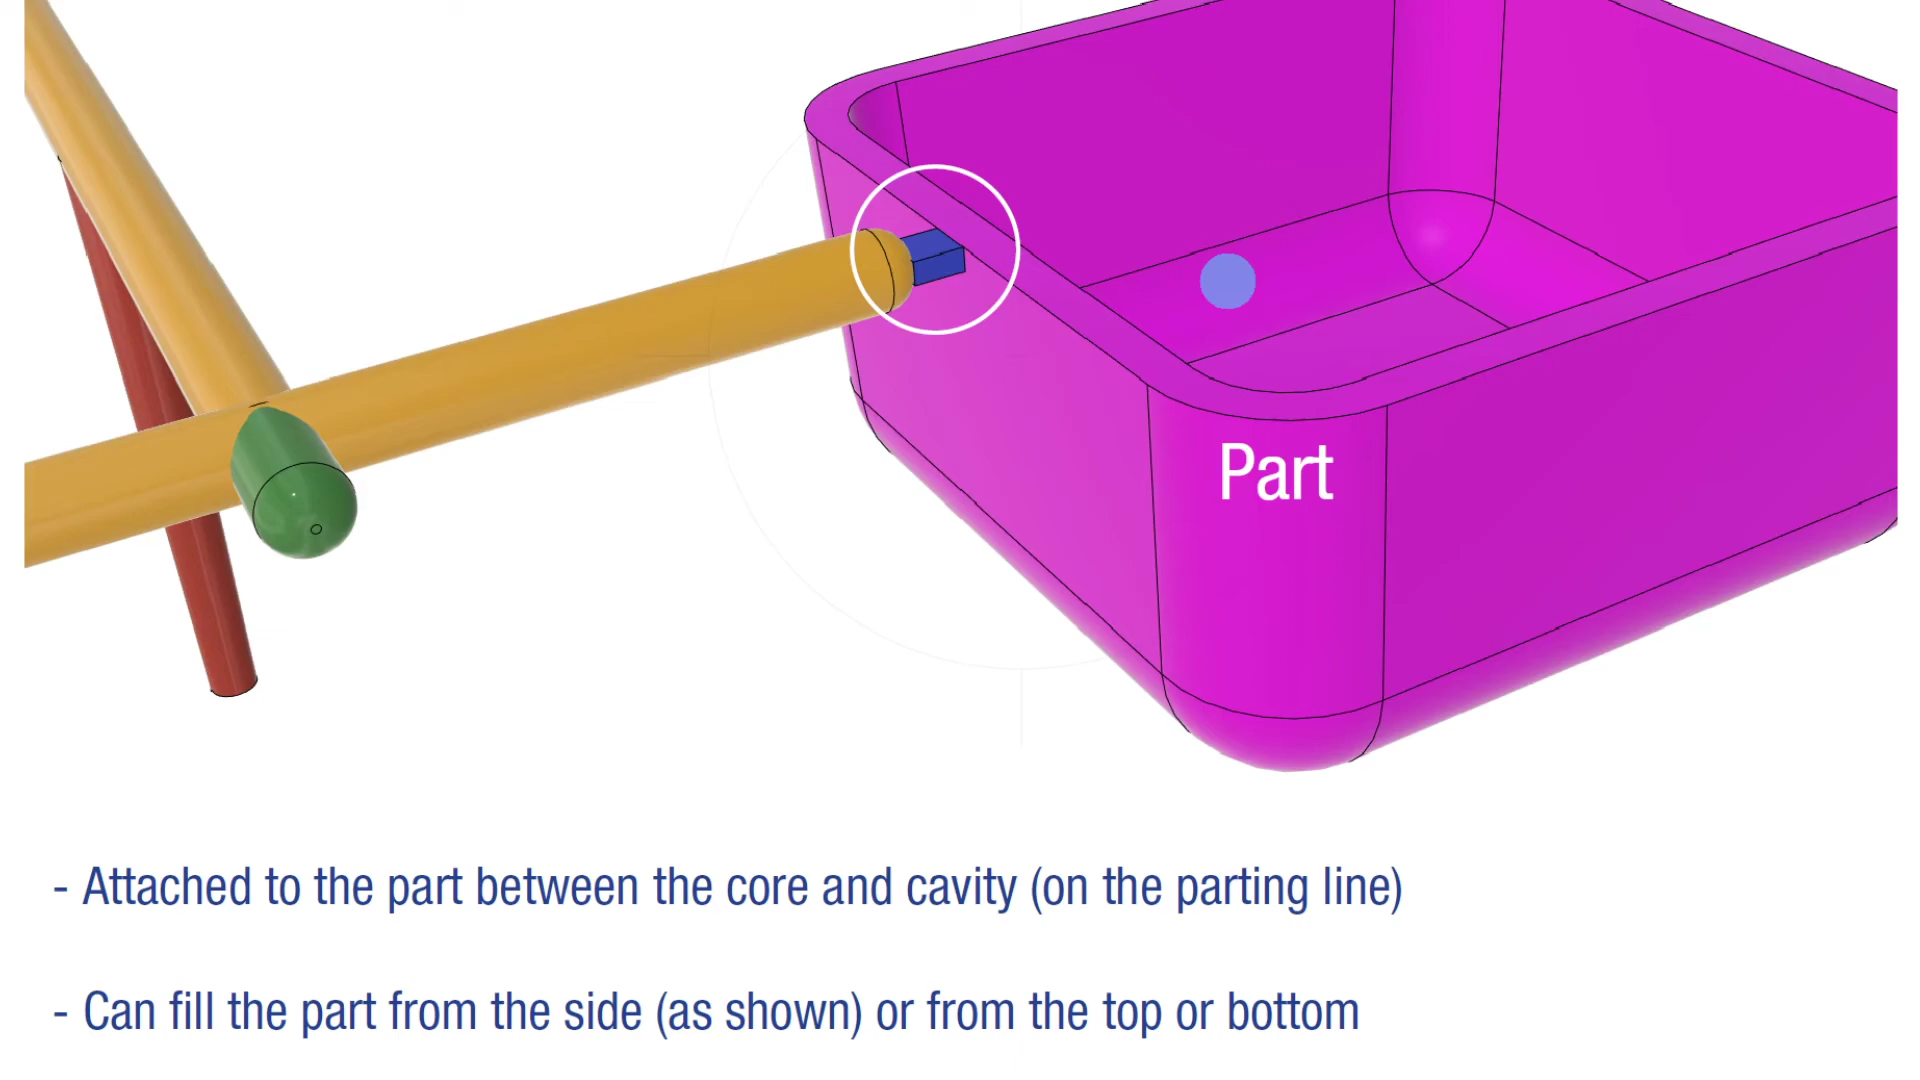 Part
- Attached to the part between the core and cavity (on the parting line)
- Can fill the part from the side (as shown) or from the top or bottom